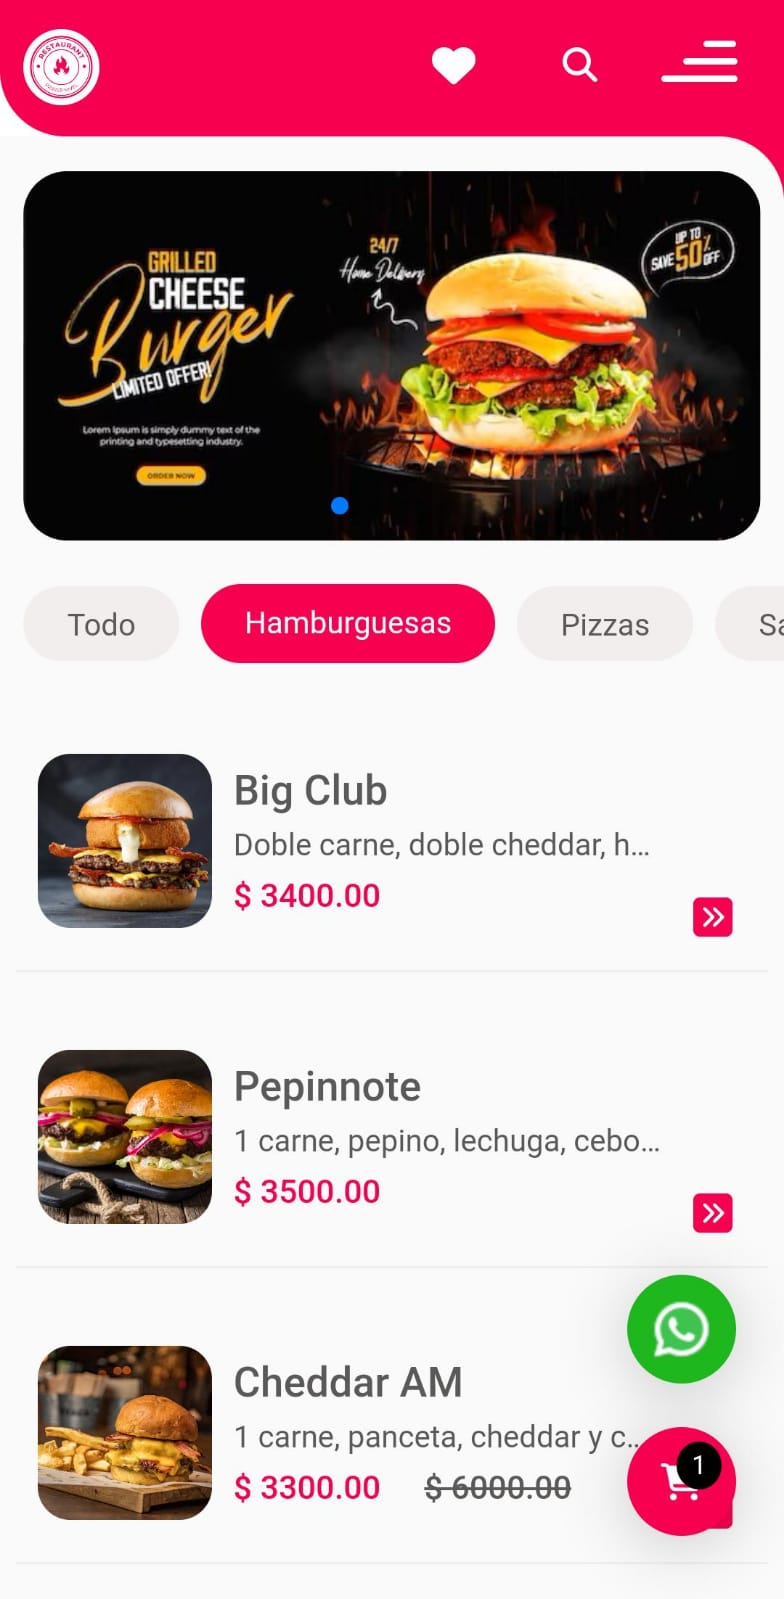 RESTAURANT
GRILLED
CHEESE
Burger
LIMITED OFFER!
Lorem Ipsum is simply dummy text of the
printing and typesetting industry.
ORDER NOW
24/7
Home Delivery
UP TO
SAVE 50% OFF
Todo
Hamburguesas
Pizzas
Sa
Big Club
Doble carne, doble cheddar, h...
$ 3400.00
Pepinnote
1 carne, pepino, lechuga, cebo...
$ 3500.00
Cheddar AM
1 carne, panceta, cheddar y c...
$ 3300.00 $ 6000.00
1